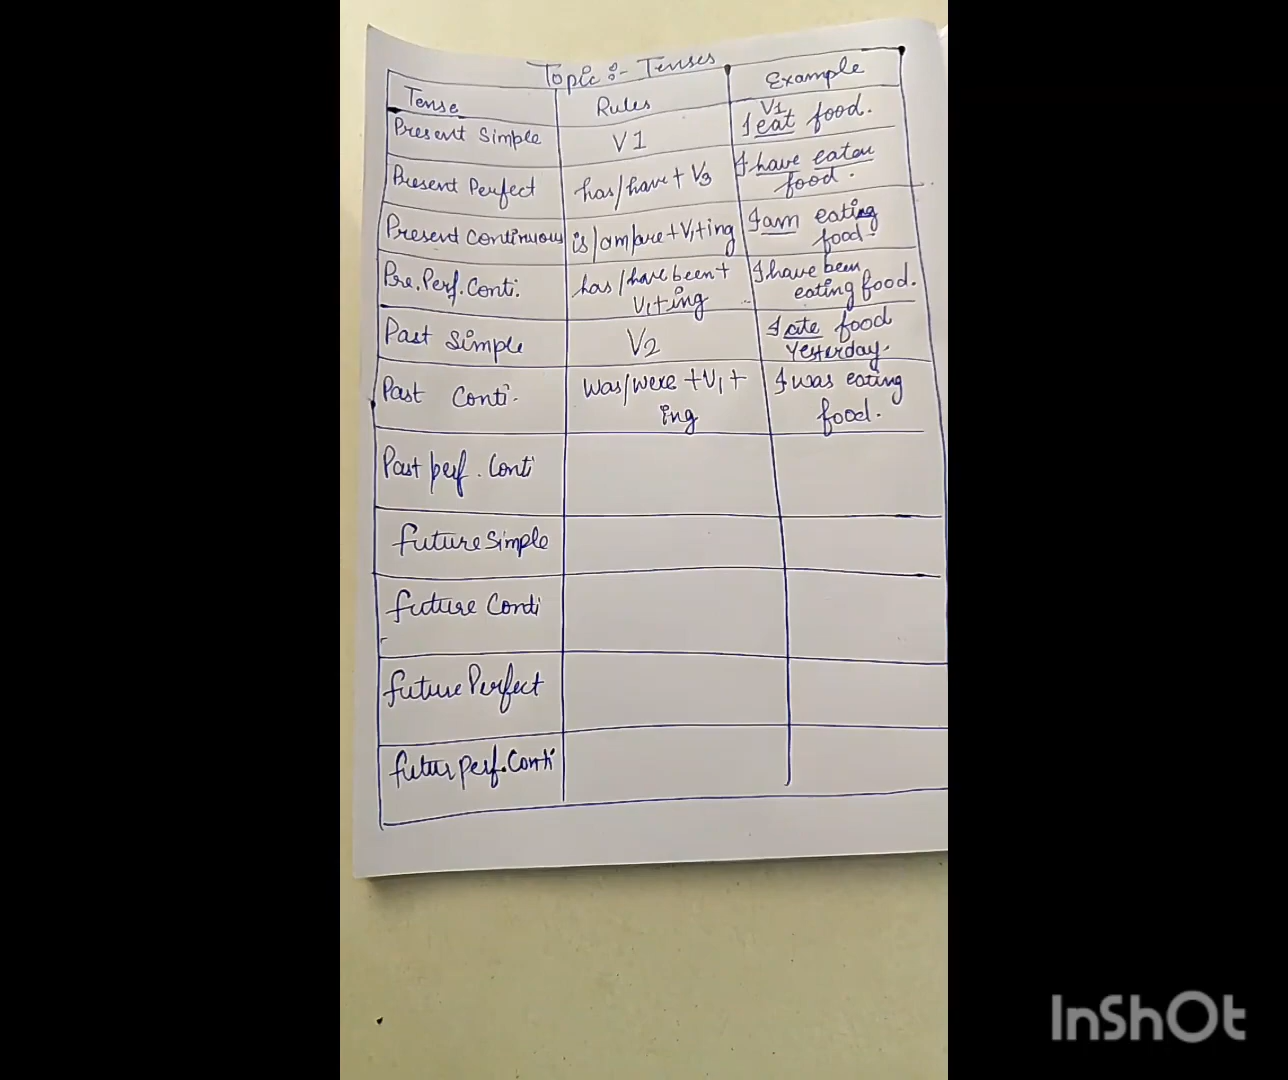 Topic :- Tenses
Tense Rules Example
Present Simple V1 V1
I eat food.
Present Perfect has/have + V3 I have eaten
food.
Present Continuous is/am/are + V1 + ing I am eating
food.
Pre. Perf. Conti. has/have been + I have been
V1 + ing eating food.
Past Simple V2 I ate food
Yesterday.
Past Conti. was/were + V1 + I was eating
ing food.
Past perf. Conti
future Simple
future Conti
future Perfect
futur perf. Conti
InShOt